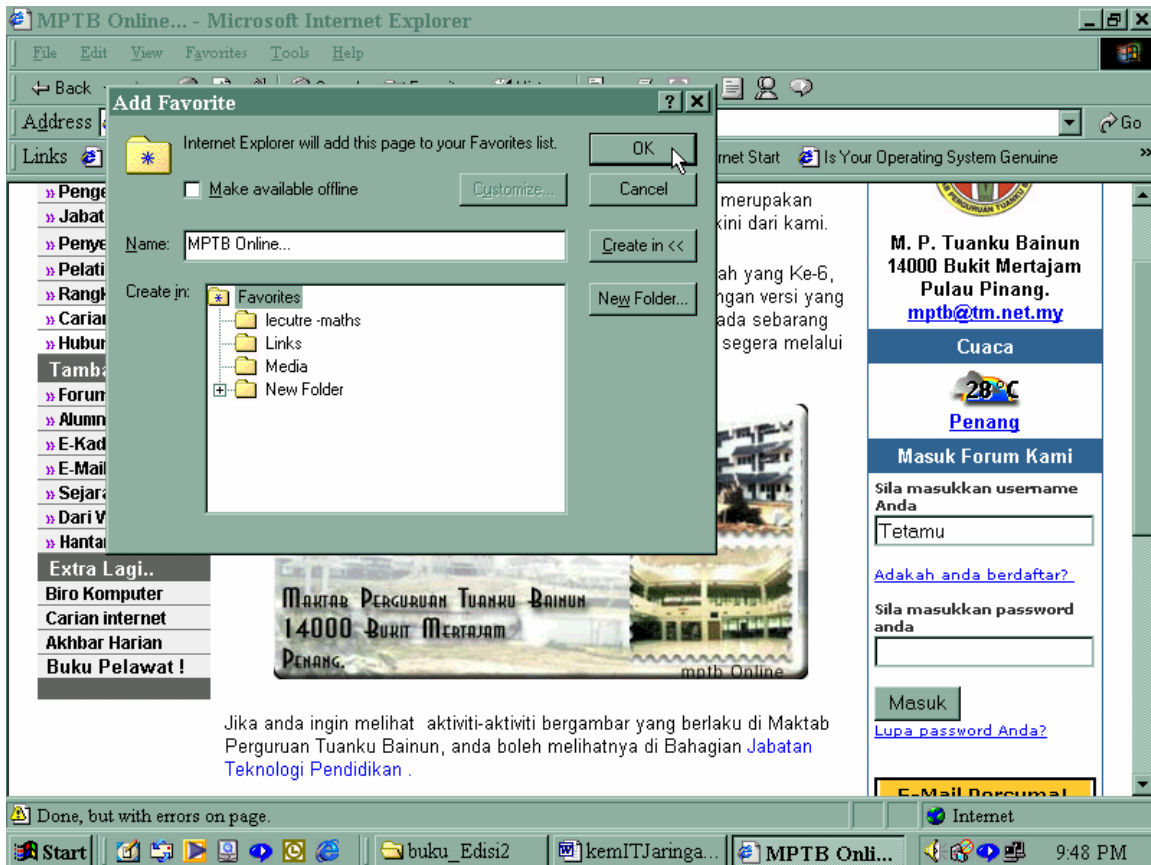 MPTB Online... - Microsoft Internet Explorer
File Edit View Favorites Tools Help
Back
Address
Go
Links
rnet Start
Is Your Operating System Genuine
»
Add Favorite
Internet Explorer will add this page to your Favorites list.
OK
Make available offline
Customize...
Cancel
Name:
MPTB Online...
Create in <<
Create in:
Favorites
New Folder...
lecutre -maths
Links
Media
New Folder
» Penge
» Jabat
» Penye
» Pelati
» Rangk
» Carian
» Hubun
Tamba
» Forum
» Alumn
» E-Kad
» E-Mail
» Sejara
» Dari W
» Hantar
Extra Lagi..
Biro Komputer
Carian internet
Akhbar Harian
Buku Pelawat !
merupakan
kini dari kami.
ah yang Ke-6,
ngan versi yang
ada sebarang
segera melalui
Maktab Perguruan Tuanku Bainun
14000 Bukit Mertajam
Penang.
mptb Online
Jika anda ingin melihat aktiviti-aktiviti bergambar yang berlaku di Maktab
Perguruan Tuanku Bainun, anda boleh melihatnya di Bahagian Jabatan
Teknologi Pendidikan .
M. P. Tuanku Bainun
14000 Bukit Mertajam
Pulau Pinang.
mptb@tm.net.my
Cuaca
28°C
Penang
Masuk Forum Kami
Sila masukkan username
Anda
Tetamu
Adakah anda berdaftar?
Sila masukkan password
anda
Masuk
Lupa password Anda?
E-Mail Percuma!
Done, but with errors on page.
Internet
Start
buku_Edisi2
kemITJaringa...
MPTB Onli...
9:48 PM